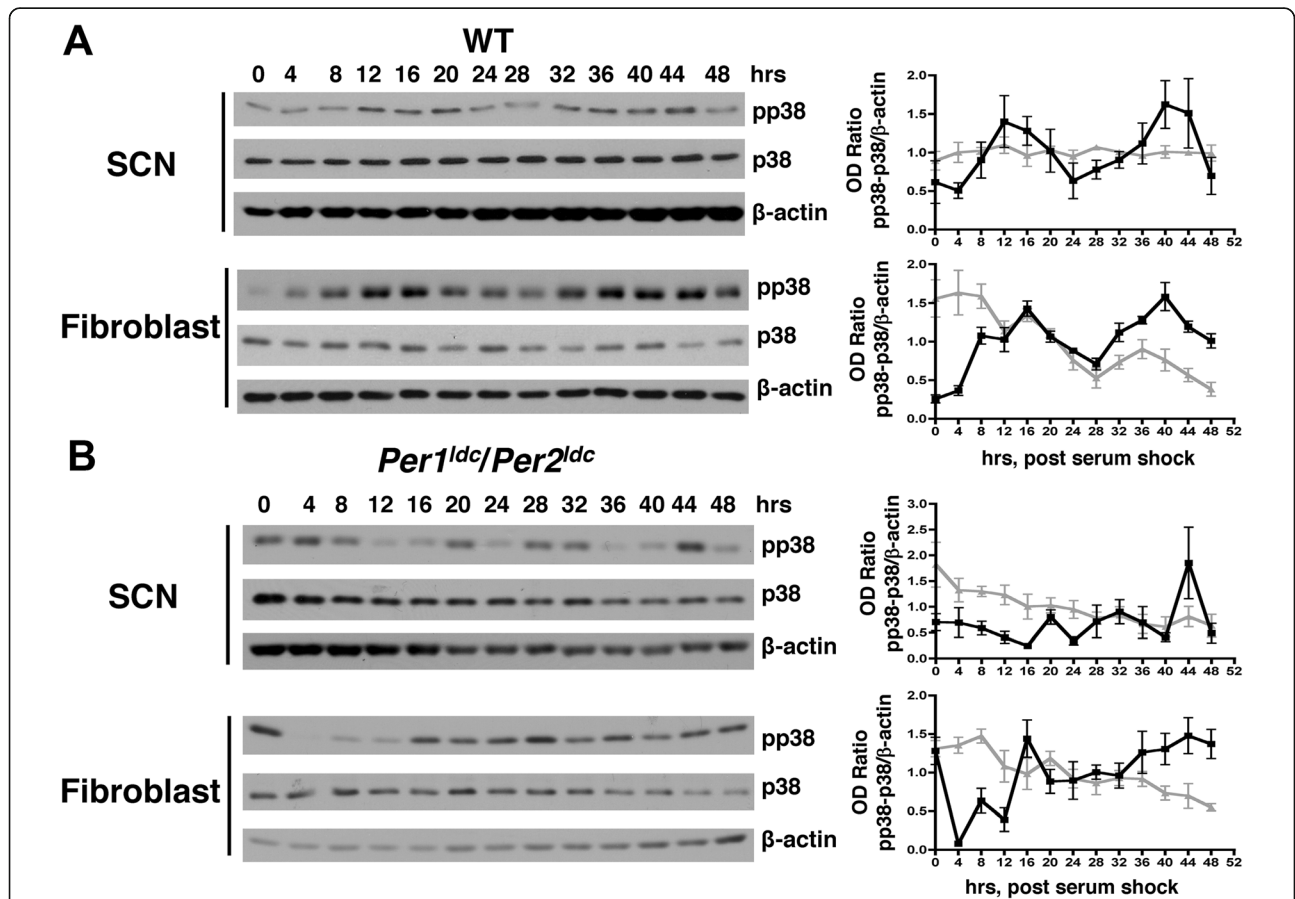 A
WT
0 4 8 12 16 20 24 28 32 36 40 44 48 hrs
SCN
pp38
p38
β-actin
OD Ratio
pp38-p38/β-actin
2.0
1.5
1.0
0.5
0.0
0 4 8 12 16 20 24 28 32 36 40 44 48 52
Fibroblast
pp38
p38
β-actin
OD Ratio
pp38-p38/β-actin
2.0
1.5
1.0
0.5
0.0
0 4 8 12 16 20 24 28 32 36 40 44 48 52
hrs, post serum shock
B
Per1ldc/Per2ldc
0 4 8 12 16 20 24 28 32 36 40 44 48 hrs
SCN
pp38
p38
β-actin
OD Ratio
pp38-p38/β-actin
3.0
2.5
2.0
1.5
1.0
0.5
0.0
0 4 8 12 16 20 24 28 32 36 40 44 48 52
Fibroblast
pp38
p38
β-actin
OD Ratio
pp38-p38/β-actin
2.0
1.5
1.0
0.5
0.0
0 4 8 12 16 20 24 28 32 36 40 44 48 52
hrs, post serum shock